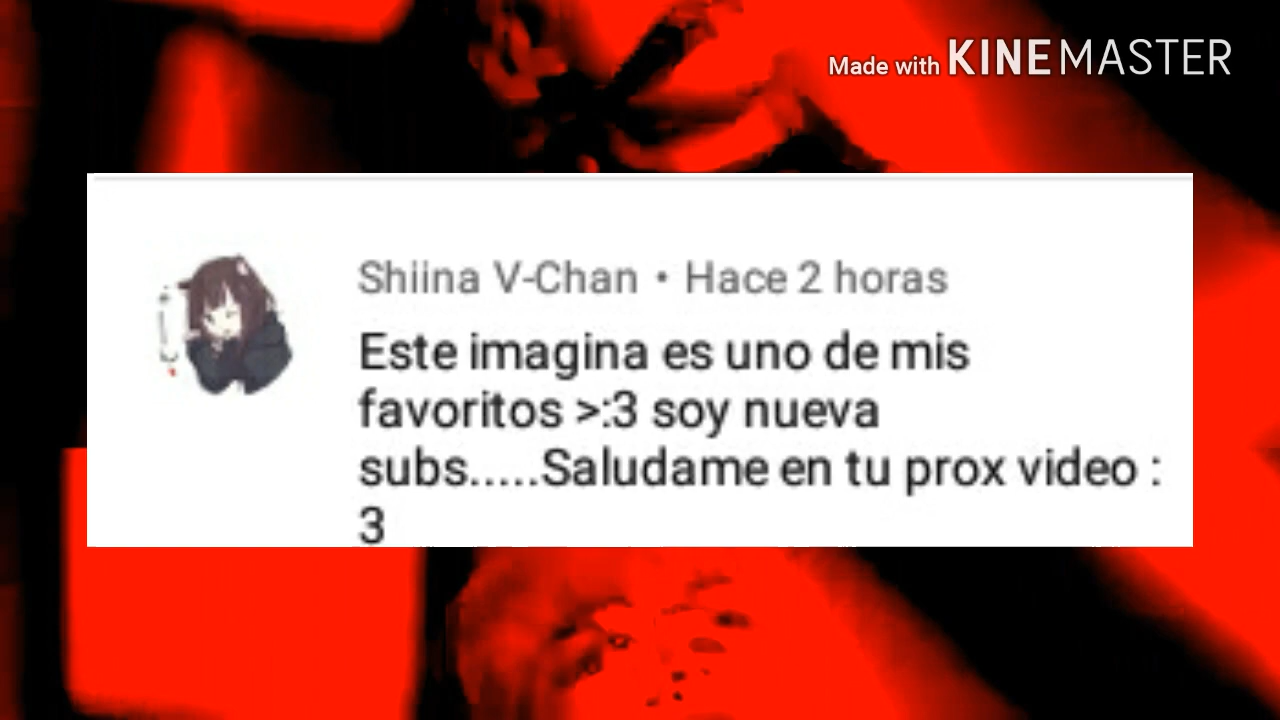 Made with KINEMASTER
Shiina V-Chan • Hace 2 horas
Este imagina es uno de mis
favoritos >:3 soy nueva
subs.....Saludame en tu prox video :
3